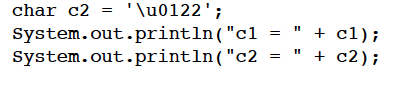 char c2 = '\u0122';
System.out.println("c1 = " + c1);
System.out.println("c2 = " + c2);